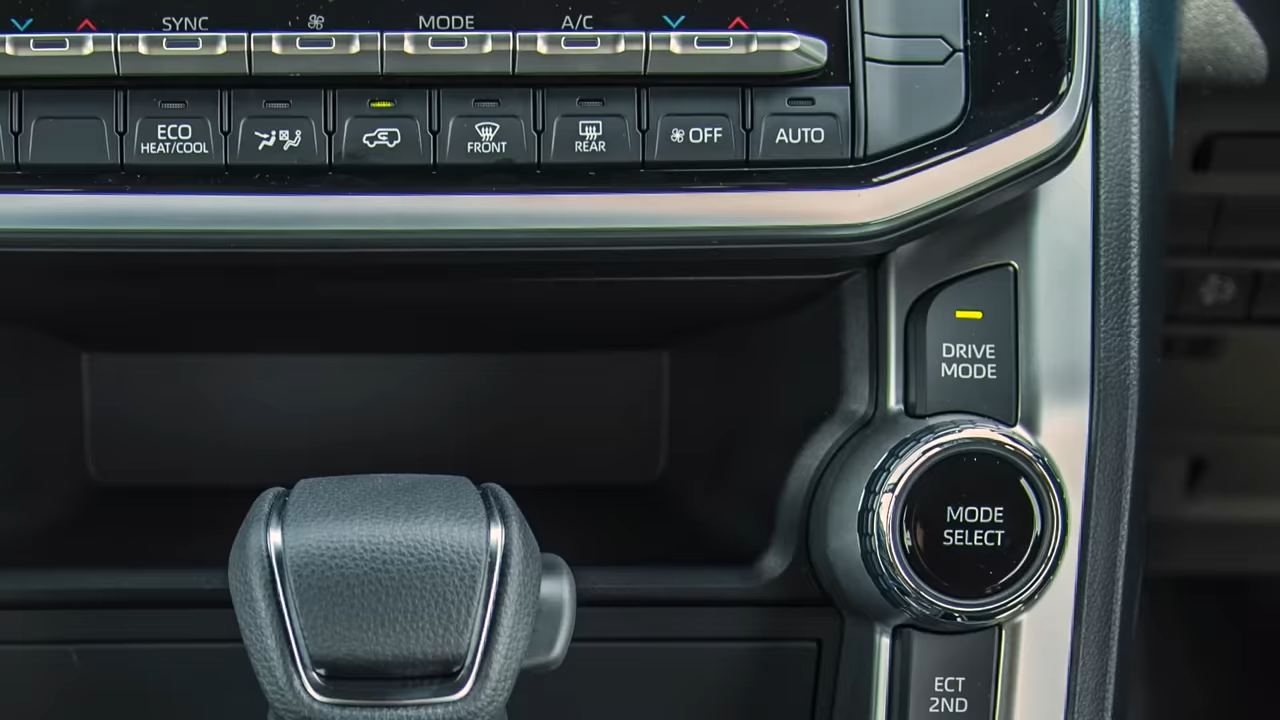 SYNC
MODE
A/C
ECO
HEAT/COOL
FRONT
REAR
OFF
AUTO
DRIVE
MODE
MODE
SELECT
ECT
2ND